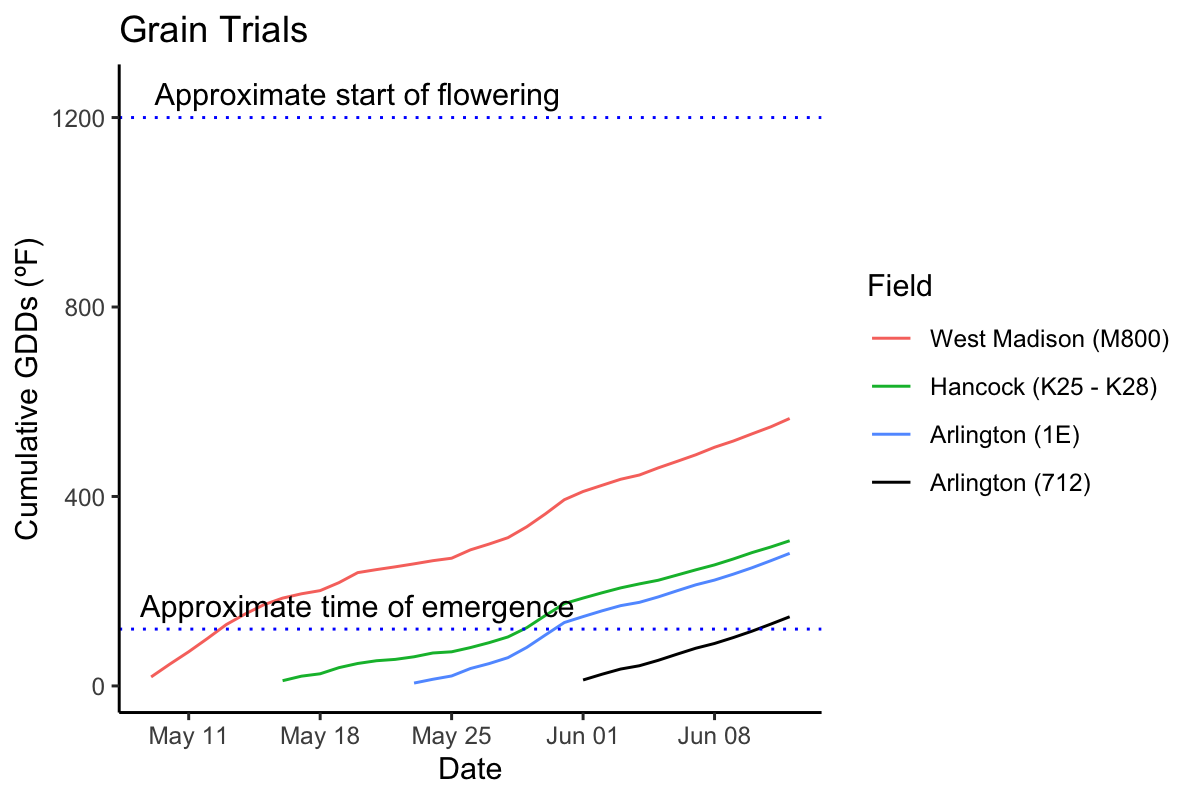 Grain Trials
Approximate start of flowering
1200
800
400
0
Cumulative GDDs (ºF)
Approximate time of emergence
May 11
May 18
May 25
Jun 01
Jun 08
Date
Field
West Madison (M800)
Hancock (K25 - K28)
Arlington (1E)
Arlington (712)